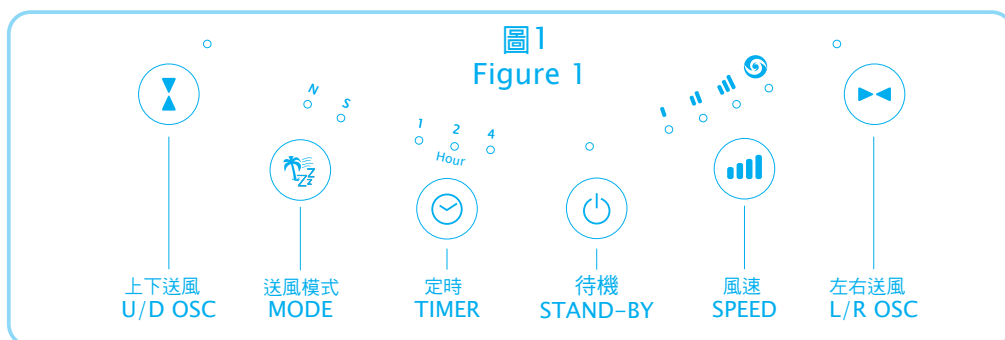 圖1
Figure 1
N S
1 2 4
Hour
上下送風
U/D OSC
送風模式
MODE
定時
TIMER
待機
STAND-BY
風速
SPEED
左右送風
L/R OSC